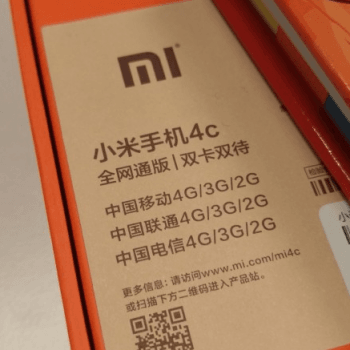 mi
小米手机4c
全网通版|双卡双待
中国移动4G/3G/2G
中国联通4G/3G/2G
中国电信4G/3G/2G
更多信息: 请访问www.mi.com/mi4c
或扫描下方二维码进入产品站。
小